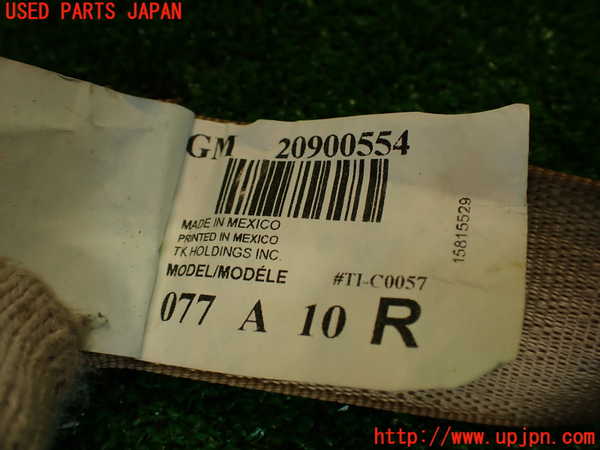 USED PARTS JAPAN
GM 20900554
MADE IN MEXICO
PRINTED IN MEXICO
TK HOLDINGS INC.
MODEL/MODÉLE #TI-C0057
077 A 10 R
15815529
http://www.upjpn.com/